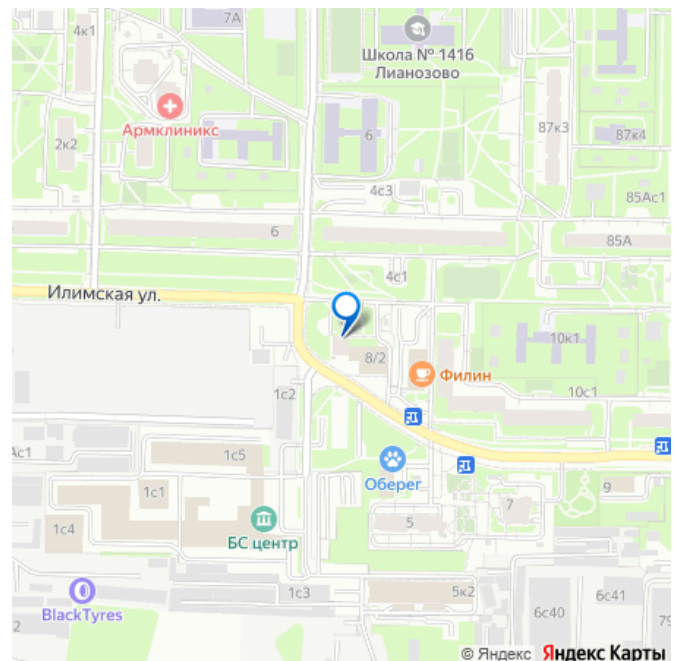 7А
4к1
Школа № 1416
Лианозово
Армклиникс
2к2
6
87к3
87к4
4к3
85Ас1
6
85А
4с1
Илимская ул.
10к1
8/2
Филин
1с2
10с1
Ас1
1с5
Оберег
1с1
9
7
5
1с4
БС центр
1с3
5к2
BlackTyres
6с41
6с40
2
79
© Яндекс Яндекс Карты